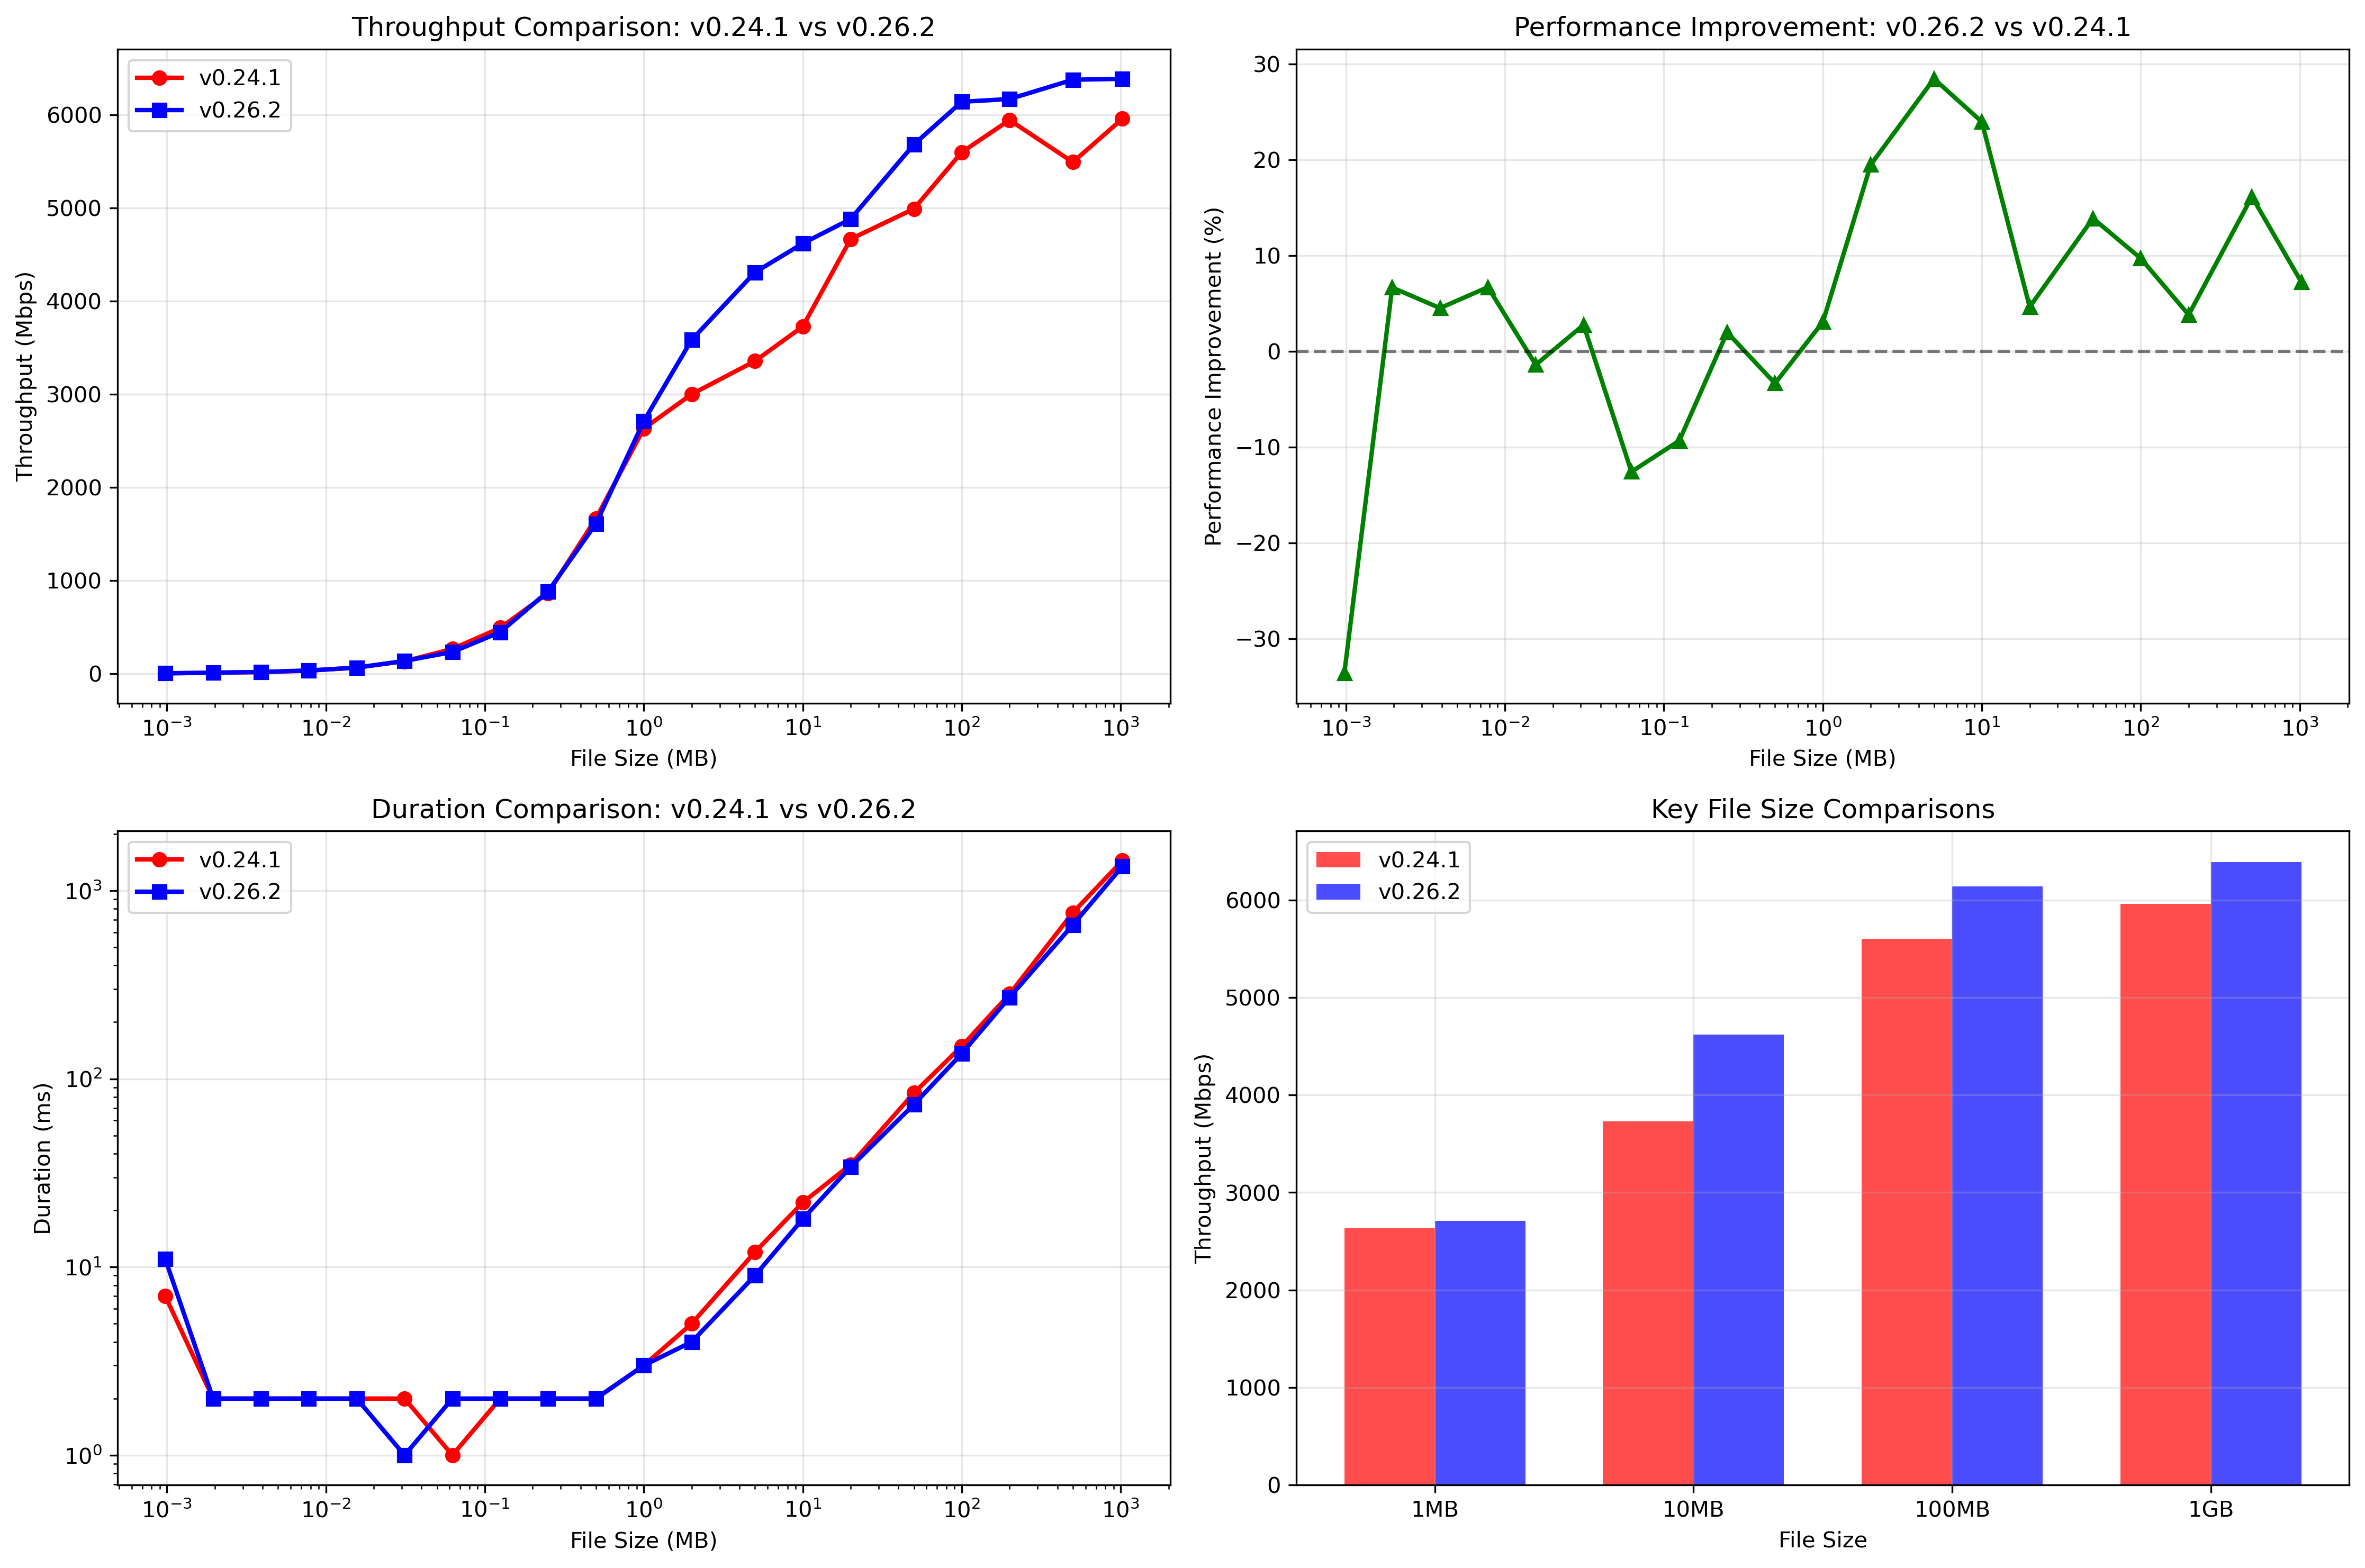 Throughput Comparison: v0.24.1 vs v0.26.2
v0.24.1
v0.26.2
6000
5000
4000
3000
2000
1000
0
Throughput (Mbps)
10⁻³ 10⁻² 10⁻¹ 10⁰ 10¹ 10² 10³
File Size (MB)
Performance Improvement: v0.26.2 vs v0.24.1
30
20
10
0
−10
−20
−30
Performance Improvement (%)
10⁻³ 10⁻² 10⁻¹ 10⁰ 10¹ 10² 10³
File Size (MB)
Duration Comparison: v0.24.1 vs v0.26.2
v0.24.1
v0.26.2
10³
10²
10¹
10⁰
Duration (ms)
10⁻³ 10⁻² 10⁻¹ 10⁰ 10¹ 10² 10³
File Size (MB)
Key File Size Comparisons
v0.24.1
v0.26.2
6000
5000
4000
3000
2000
1000
0
Throughput (Mbps)
1MB 10MB 100MB 1GB
File Size